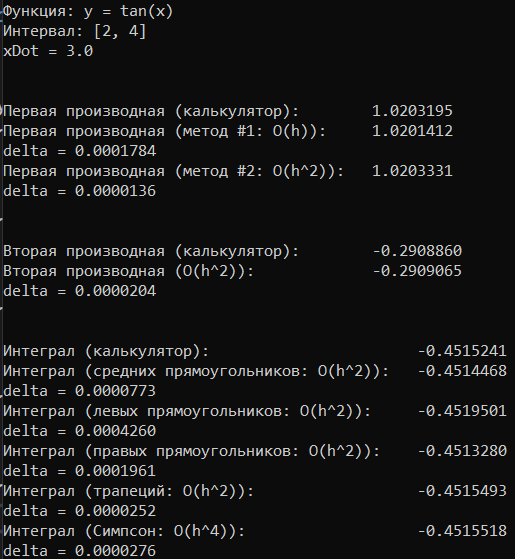 Функция: y = tan(x)
Интервал: [2, 4]
xDot = 3.0
Первая производная (калькулятор): 1.0203195
Первая производная (метод #1: O(h)): 1.0201412
delta = 0.0001784
Первая производная (метод #2: O(h^2)): 1.0203331
delta = 0.0000136
Вторая производная (калькулятор): -0.2908860
Вторая производная (O(h^2)): -0.2909065
delta = 0.0000204
Интеграл (калькулятор): -0.4515241
Интеграл (средних прямоугольников: O(h^2)): -0.4514468
delta = 0.0000773
Интеграл (левых прямоугольников: O(h^2)): -0.4519501
delta = 0.0004260
Интеграл (правых прямоугольников: O(h^2)): -0.4513280
delta = 0.0001961
Интеграл (трапеций: O(h^2)): -0.4515493
delta = 0.0000252
Интеграл (Симпсон: O(h^4)): -0.4515518
delta = 0.0000276